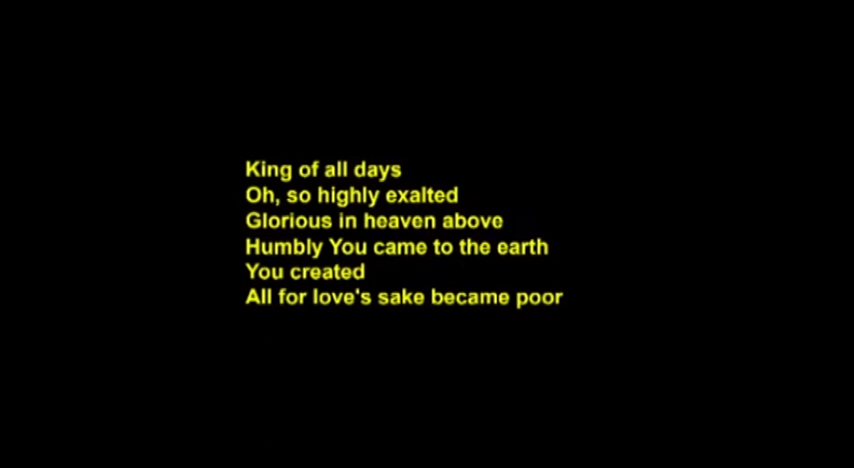 King of all days
Oh, so highly exalted
Glorious in heaven above
Humbly You came to the earth
You created
All for love's sake became poor